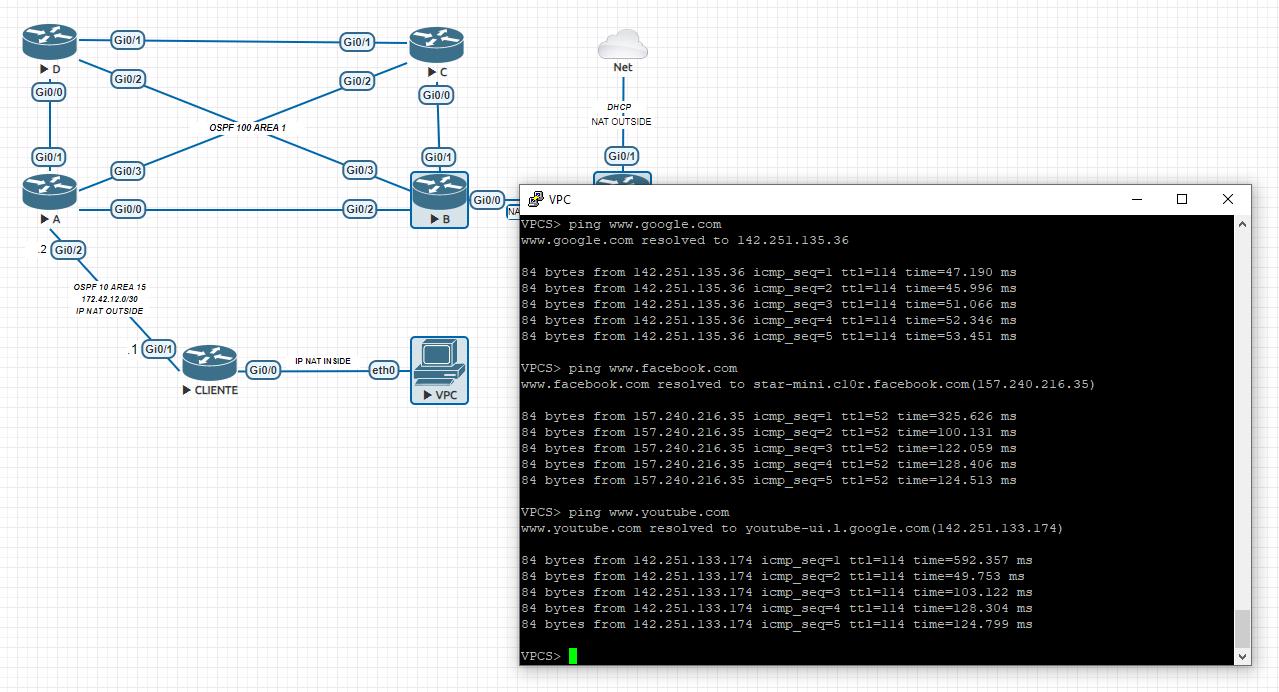 Gi0/1
Gi0/1
D
C
Net
Gi0/2
Gi0/2
Gi0/0
Gi0/0
DHCP
NAT OUTSIDE
OSPF 100 AREA 1
Gi0/1
Gi0/1
Gi0/1
Gi0/3
Gi0/3
A
Gi0/0
Gi0/2
B
Gi0/0
NA
.2
Gi0/2
OSPF 10 AREA 15
172.42.12.0/30
IP NAT OUTSIDE
.1
Gi0/1
CLIENTE
Gi0/0
IP NAT INSIDE
eth0
VPC
VPC
VPCS> ping www.google.com
www.google.com resolved to 142.251.135.36
84 bytes from 142.251.135.36 icmp_seq=1 ttl=114 time=47.190 ms
84 bytes from 142.251.135.36 icmp_seq=2 ttl=114 time=45.996 ms
84 bytes from 142.251.135.36 icmp_seq=3 ttl=114 time=51.066 ms
84 bytes from 142.251.135.36 icmp_seq=4 ttl=114 time=52.346 ms
84 bytes from 142.251.135.36 icmp_seq=5 ttl=114 time=53.451 ms
VPCS> ping www.facebook.com
www.facebook.com resolved to star-mini.c10r.facebook.com(157.240.216.35)
84 bytes from 157.240.216.35 icmp_seq=1 ttl=52 time=325.626 ms
84 bytes from 157.240.216.35 icmp_seq=2 ttl=52 time=100.131 ms
84 bytes from 157.240.216.35 icmp_seq=3 ttl=52 time=122.059 ms
84 bytes from 157.240.216.35 icmp_seq=4 ttl=52 time=128.406 ms
84 bytes from 157.240.216.35 icmp_seq=5 ttl=52 time=124.513 ms
VPCS> ping www.youtube.com
www.youtube.com resolved to youtube-ui.l.google.com(142.251.133.174)
84 bytes from 142.251.133.174 icmp_seq=1 ttl=114 time=592.357 ms
84 bytes from 142.251.133.174 icmp_seq=2 ttl=114 time=49.753 ms
84 bytes from 142.251.133.174 icmp_seq=3 ttl=114 time=103.122 ms
84 bytes from 142.251.133.174 icmp_seq=4 ttl=114 time=128.304 ms
84 bytes from 142.251.133.174 icmp_seq=5 ttl=114 time=124.799 ms
VPCS>